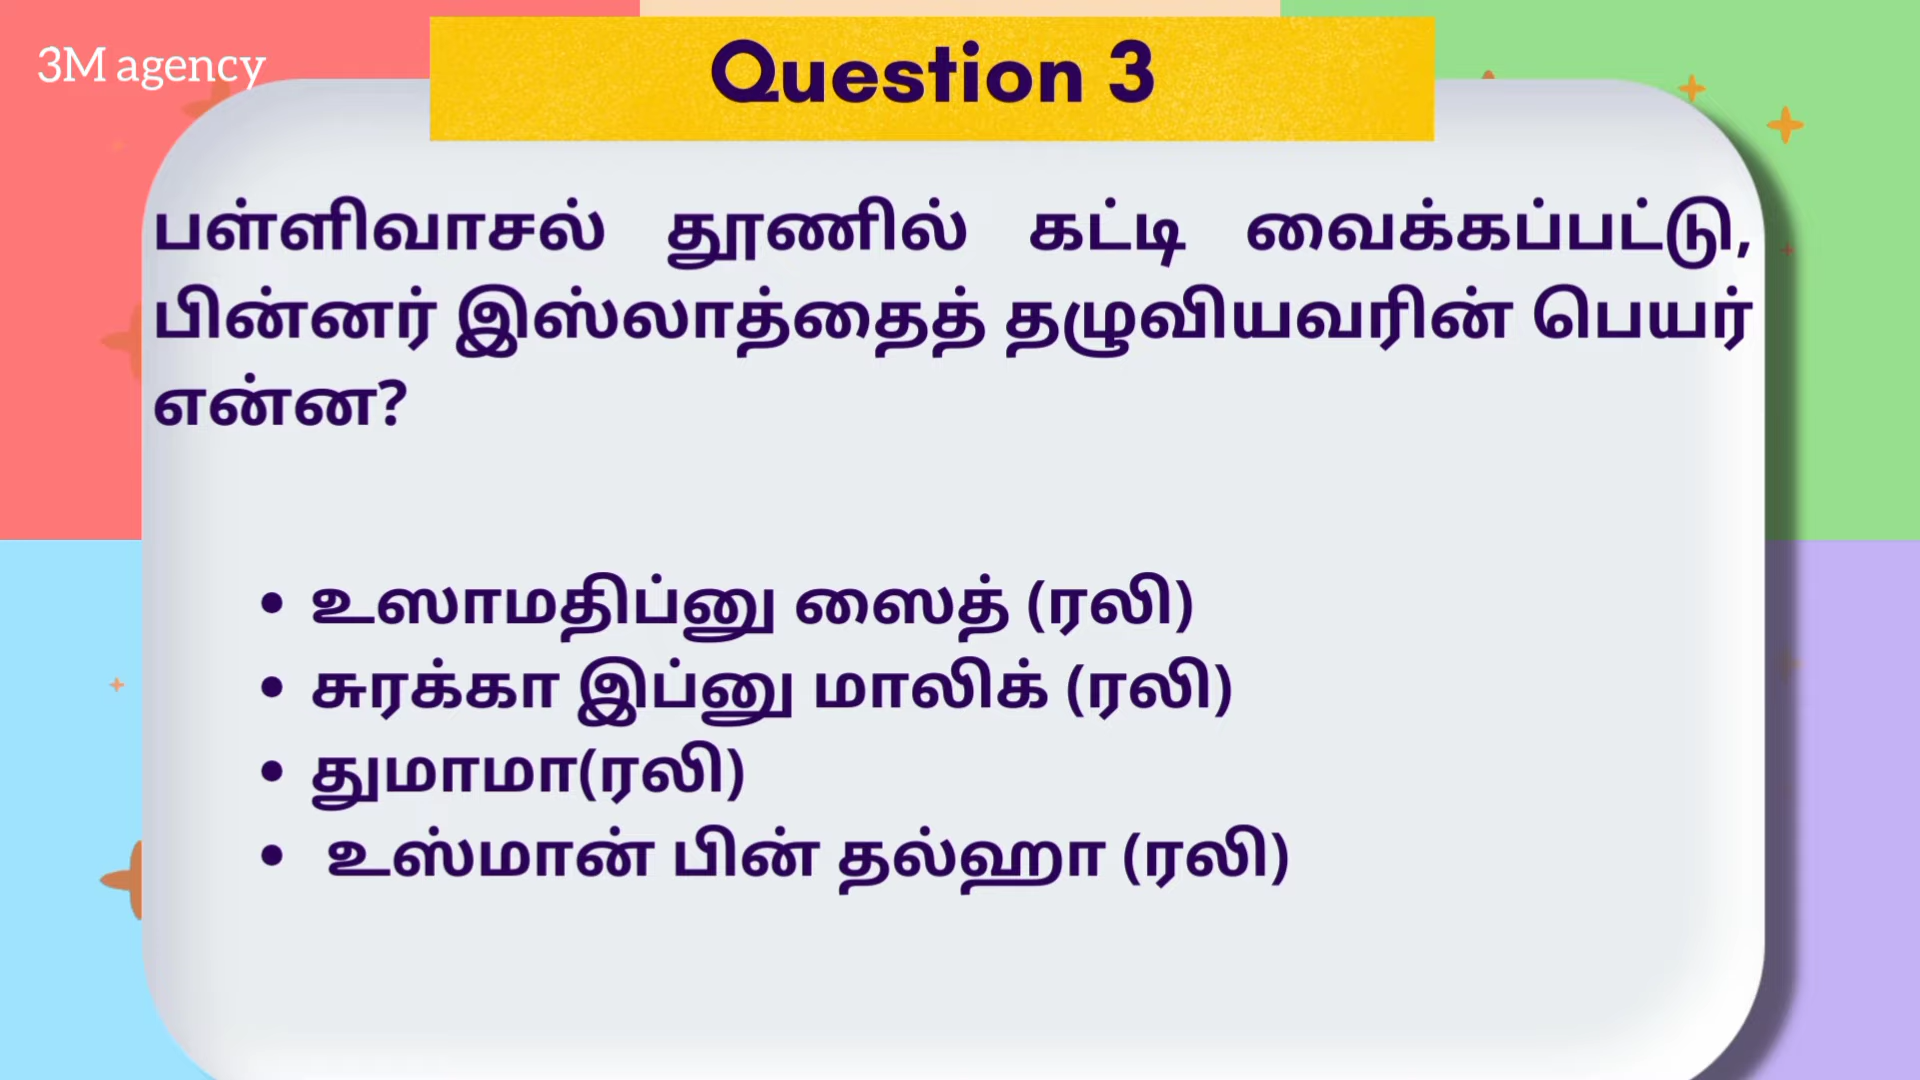 3M agency
Question 3
பள்ளிவாசல் தூணில் கட்டி வைக்கப்பட்டு,
பின்னர் இஸ்லாத்தைத் தழுவியவரின் பெயர்
என்ன?
• உஸாமதிப்னு ஸைத் (ரலி)
• சுரக்கா இப்னு மாலிக் (ரலி)
• துமாமா(ரலி)
• உஸ்மான் பின் தல்ஹா (ரலி)